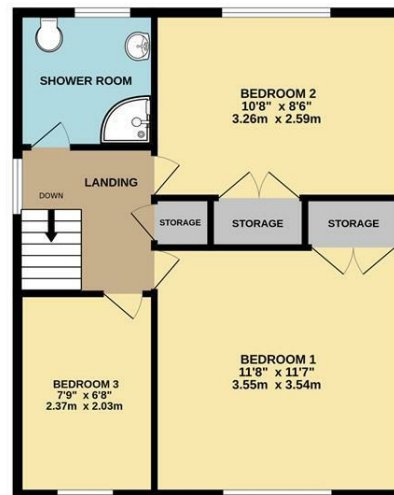 SHOWER ROOM
BEDROOM 2
10'8" x 8'6"
3.26m x 2.59m
LANDING
DOWN
STORAGE
STORAGE
STORAGE
BEDROOM 3
7'9" x 6'8"
2.37m x 2.03m
BEDROOM 1
11'8" x 11'7"
3.55m x 3.54m